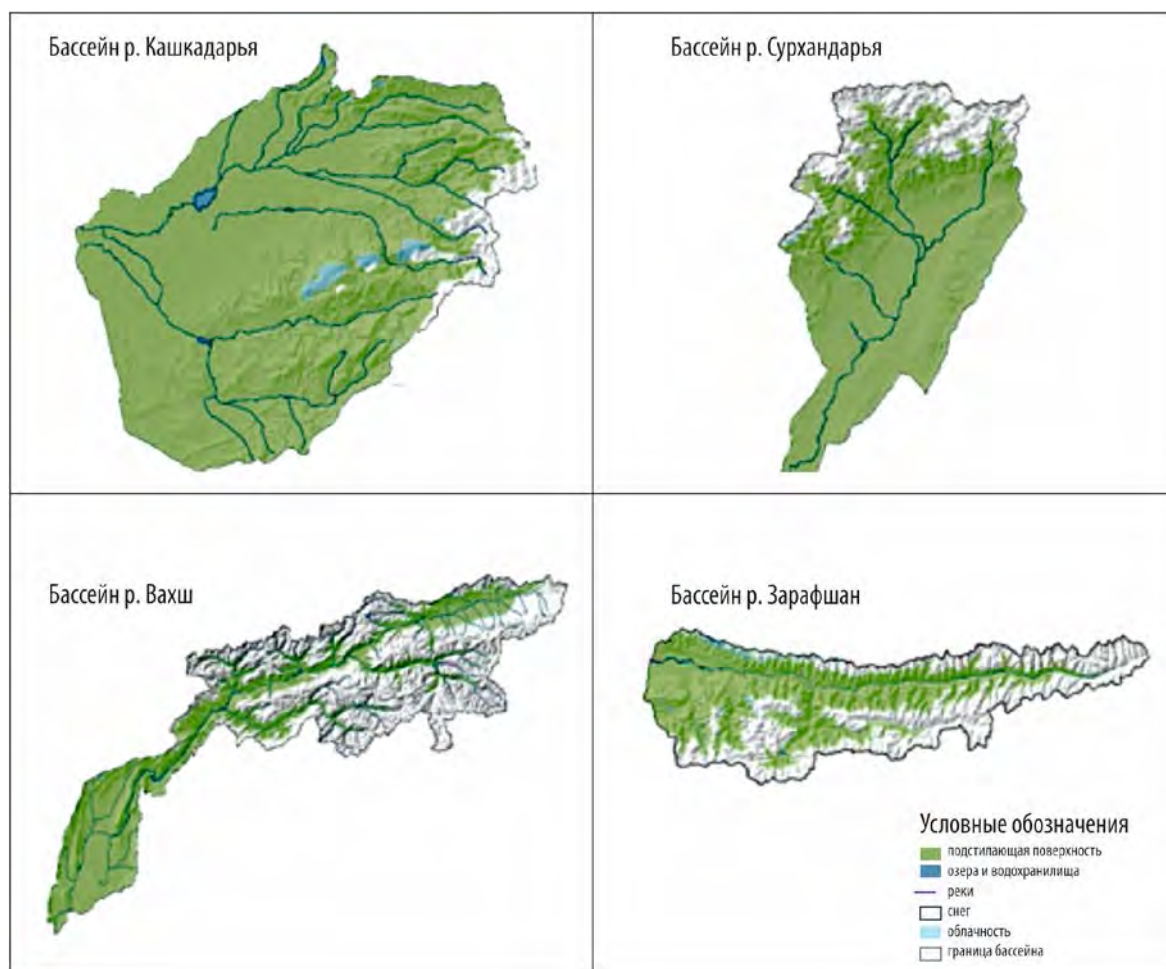 Бассейн р. Кашкадарья
Бассейн р. Сурхандарья
Бассейн р. Вахш
Бассейн р. Зарафшан
Условные обозначения
подстилающая поверхность
озера и водохранилища
реки
снег
облачность
граница бассейна